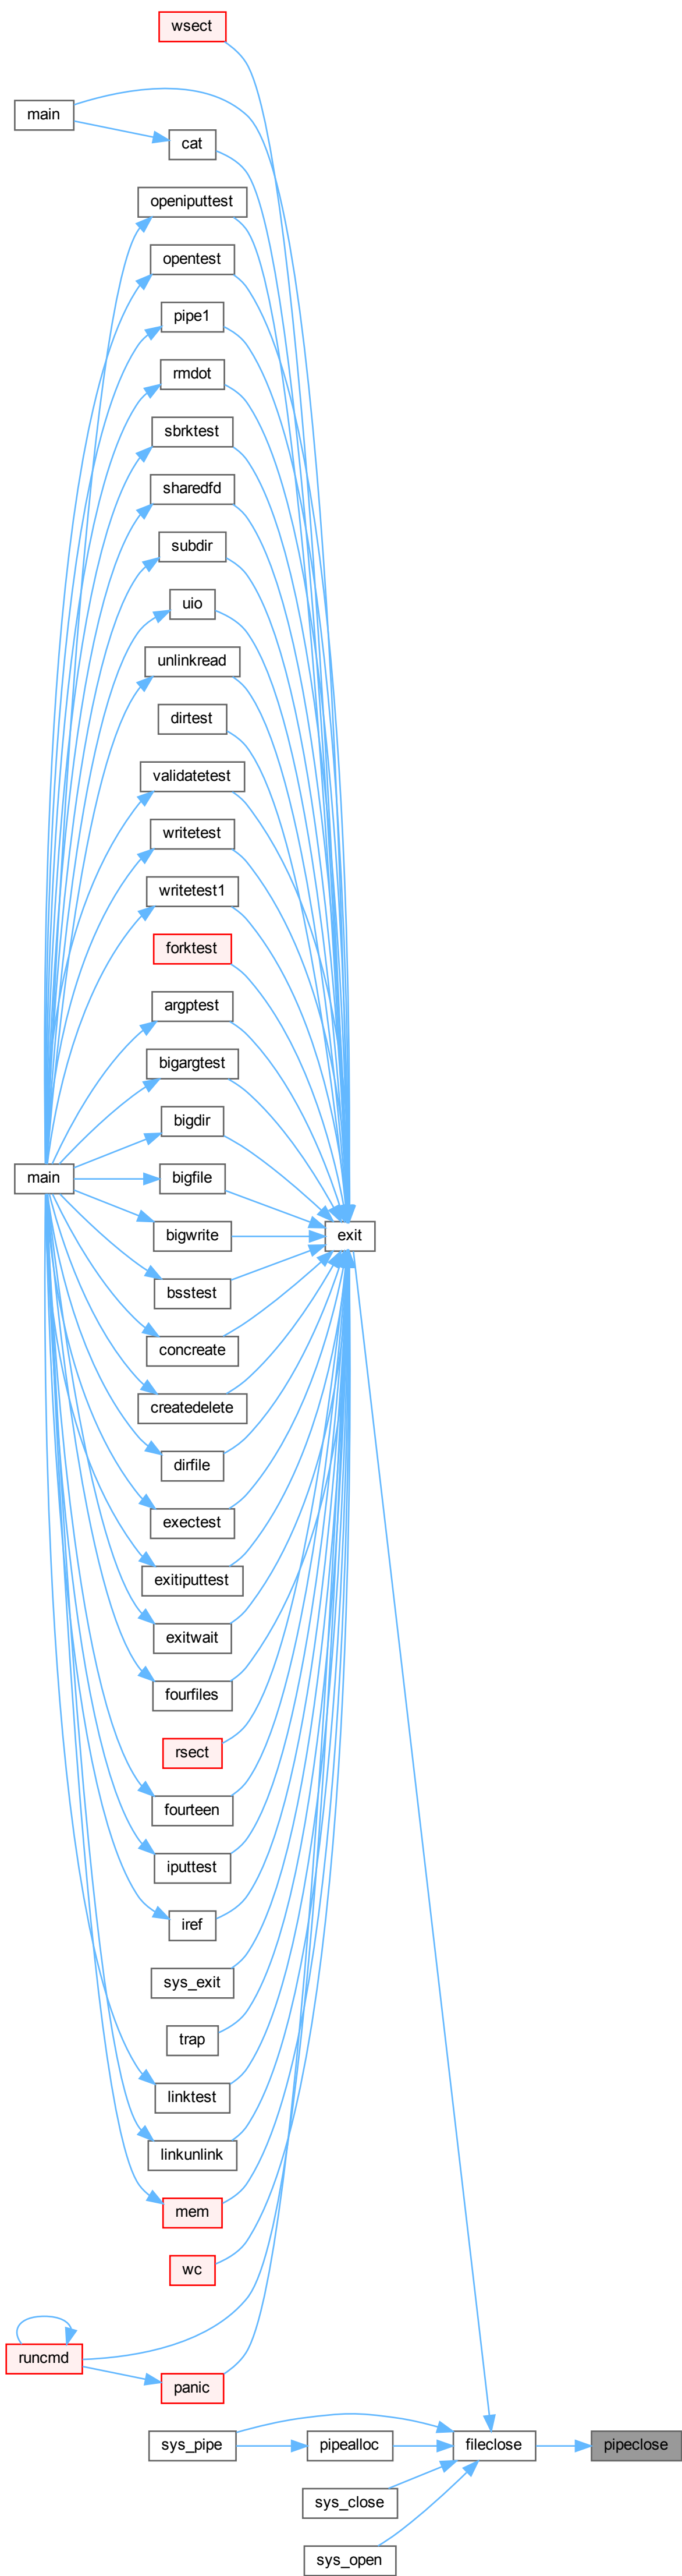 wsect
main
cat
openiputtest
opentest
pipe1
rmdot
sbrktest
sharedfd
subdir
uio
unlinkread
dirtest
validatetest
writetest
writetest1
forktest
argptest
bigargtest
bigdir
main
bigfile
bigwrite
exit
bsstest
concreate
createdelete
dirfile
exectest
exitiputtest
exitwait
fourfiles
rsect
fourteen
iputtest
iref
sys_exit
trap
linktest
linkunlink
mem
wc
runcmd
panic
sys_pipe
pipealloc
fileclose
pipeclose
sys_close
sys_open